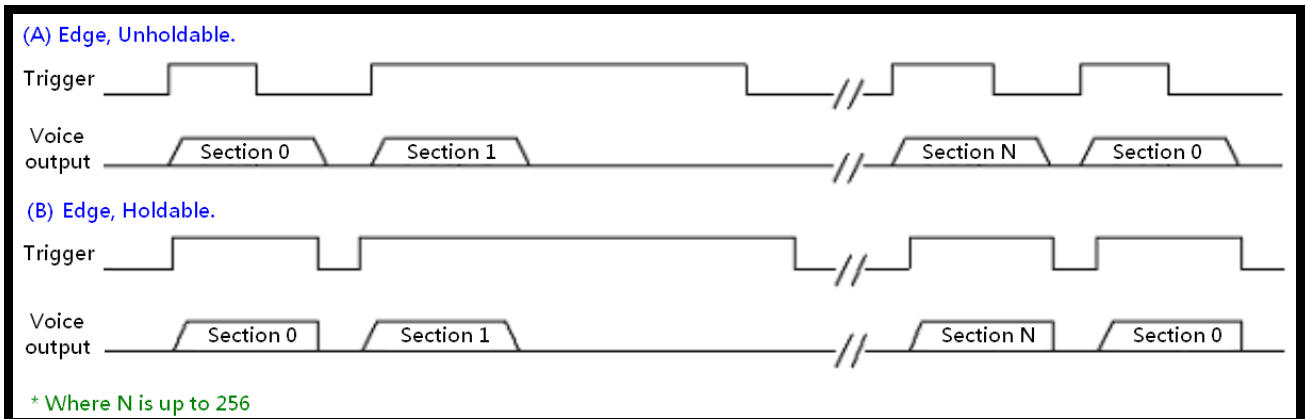 (A) Edge, Unholdable.
Trigger
Voice
output
Section 0
Section 1
Section N
Section 0
(B) Edge, Holdable.
Trigger
Voice
output
Section 0
Section 1
Section N
Section 0
* Where N is up to 256